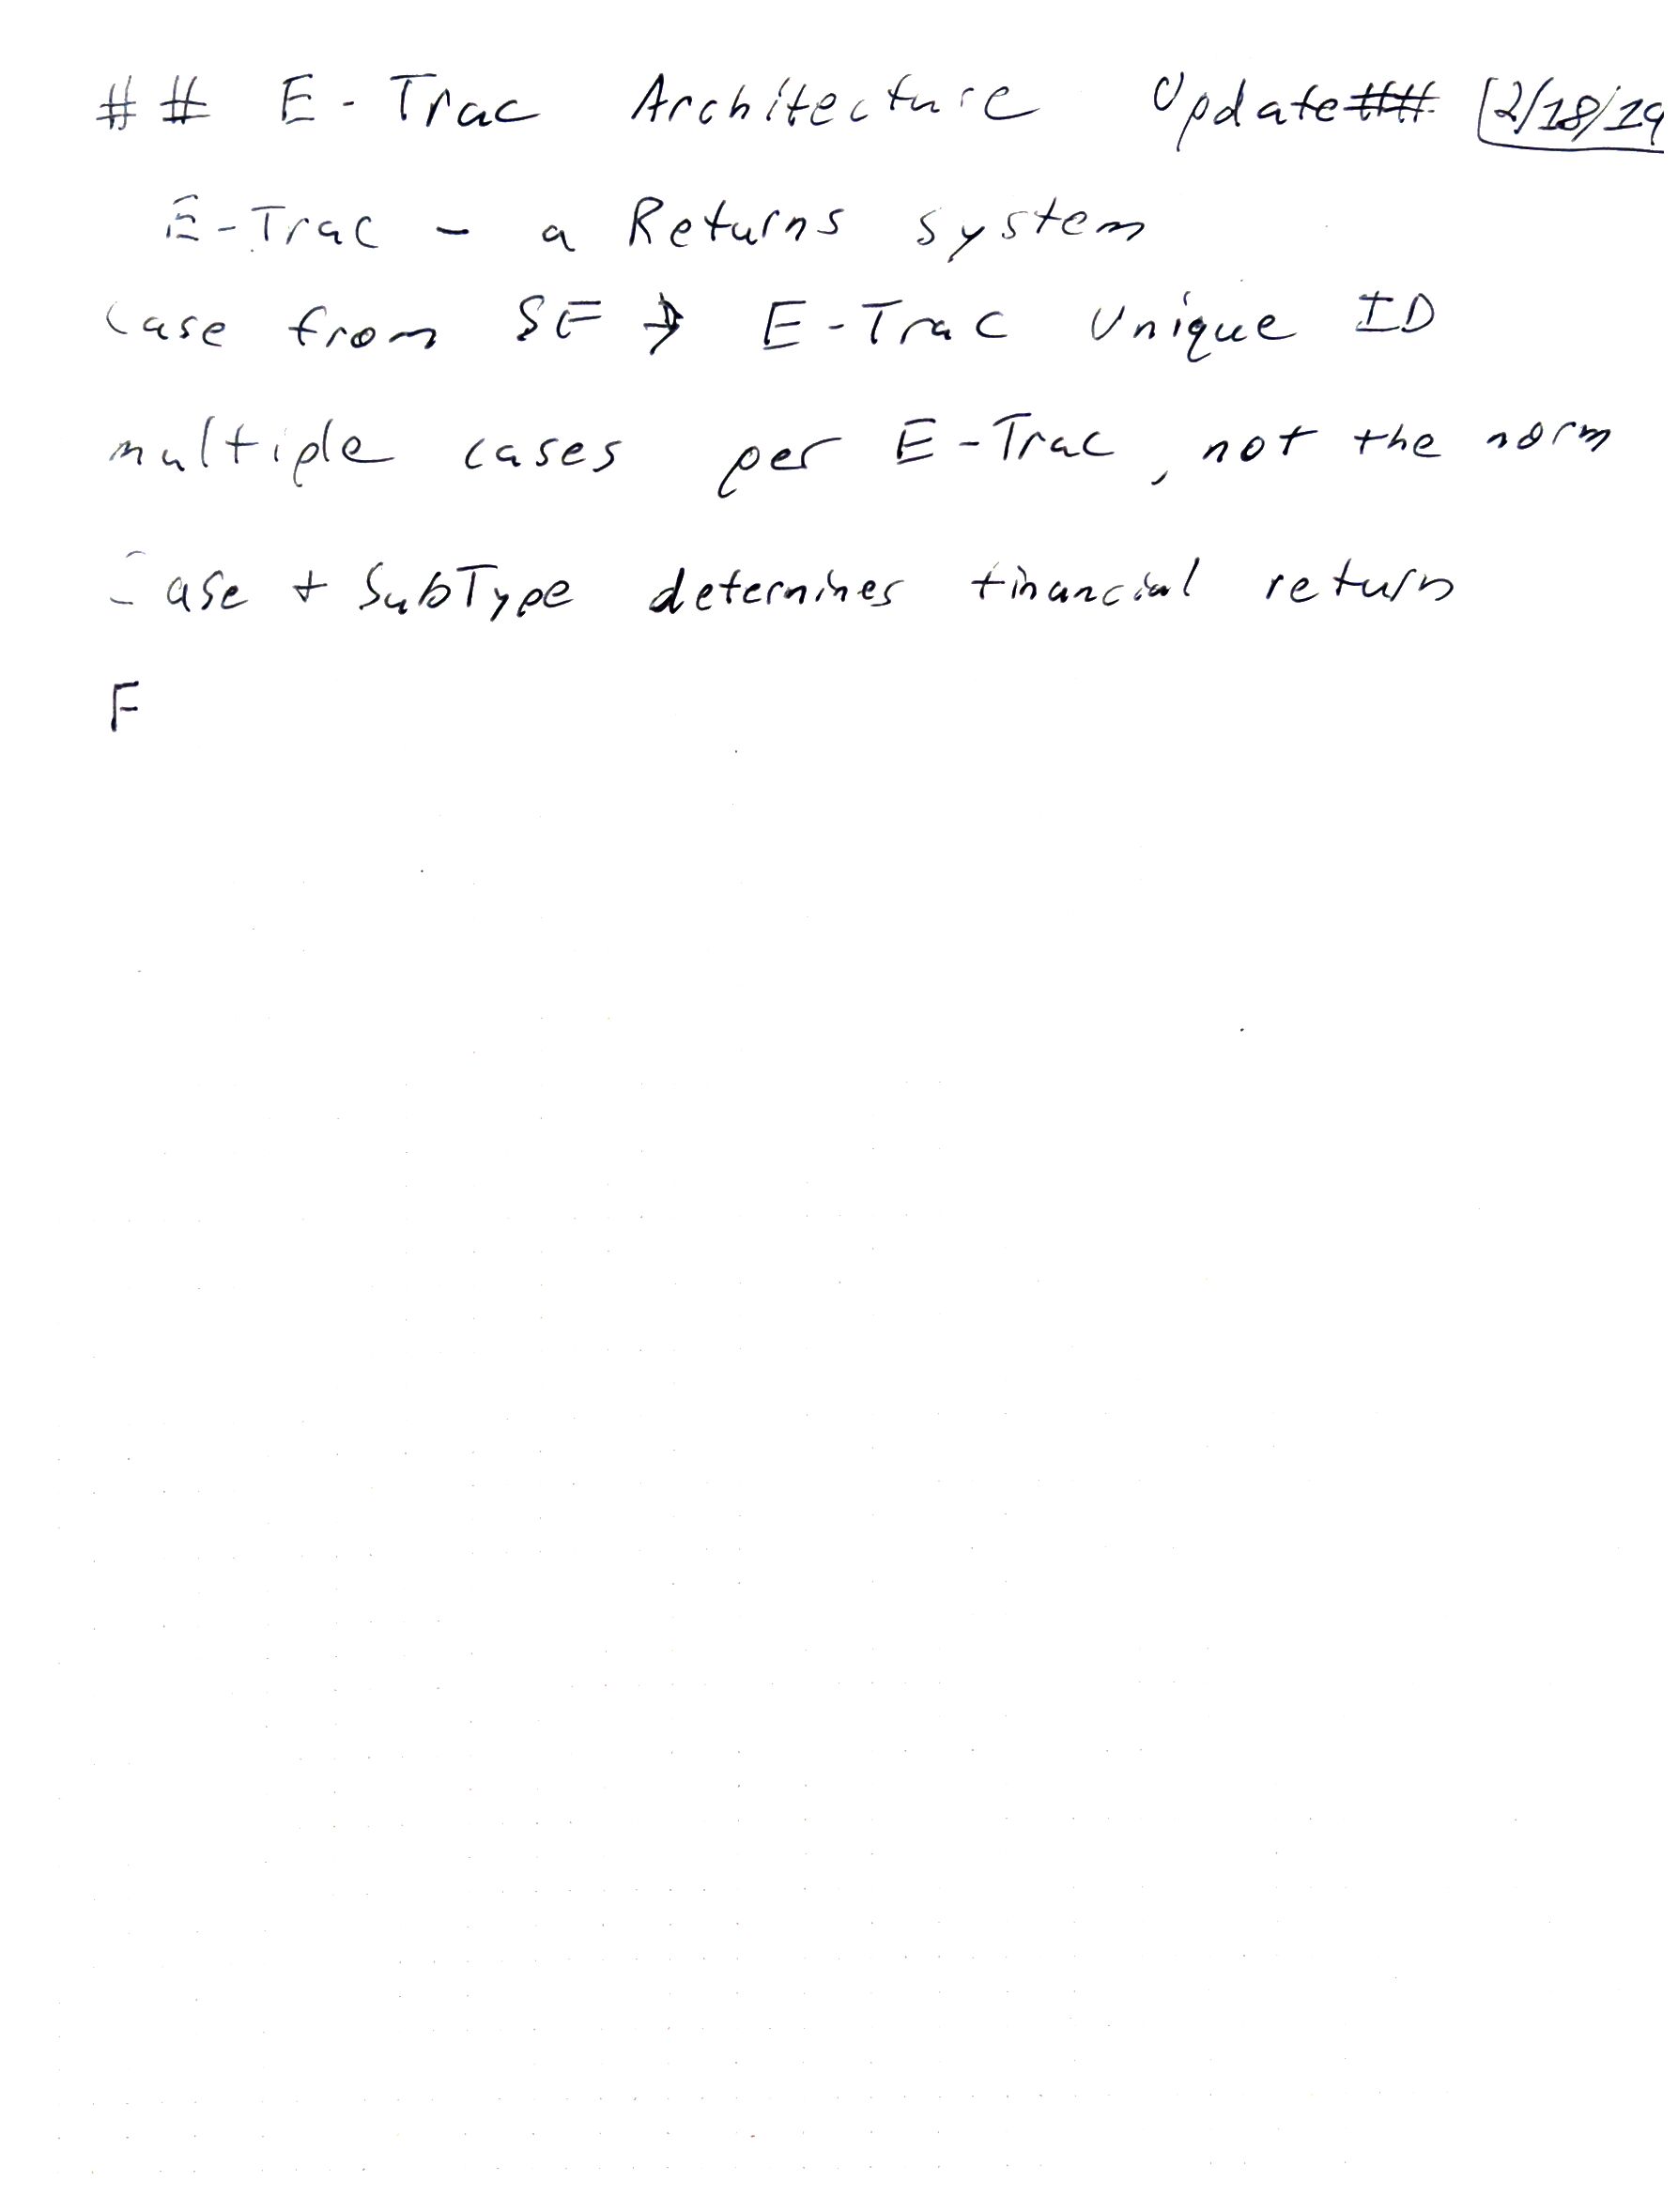 ## E-Trac Architecture Update## [2/18/19
E-Trac - a Returns system
Case from SF → E-Trac Unique ID
multiple cases per E-Trac, not the norm
Case + SubType determines financial return
F